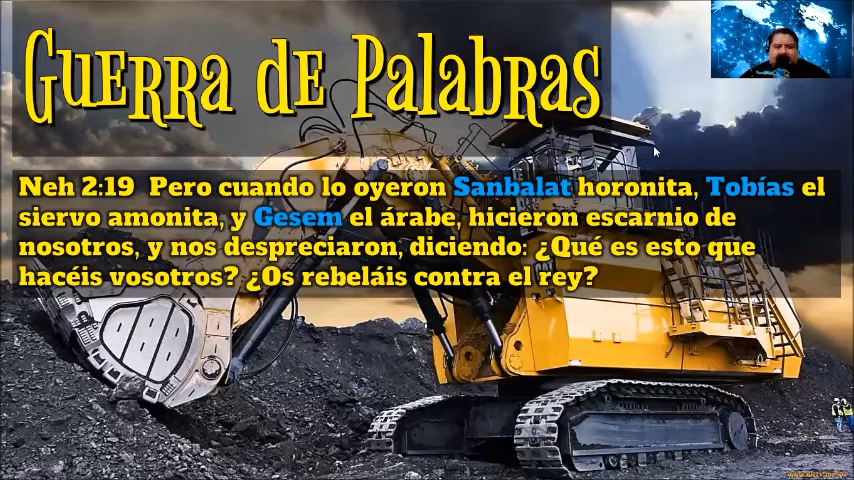 Guerra de Palabras
Neh 2:19 Pero cuando lo oyeron Sanbalat horonita, Tobías el
siervo amonita, y Gesem el árabe, hicieron escarnio de
nosotros, y nos despreciaron, diciendo: ¿Qué es esto que
hacéis vosotros? ¿Os rebeláis contra el rey?